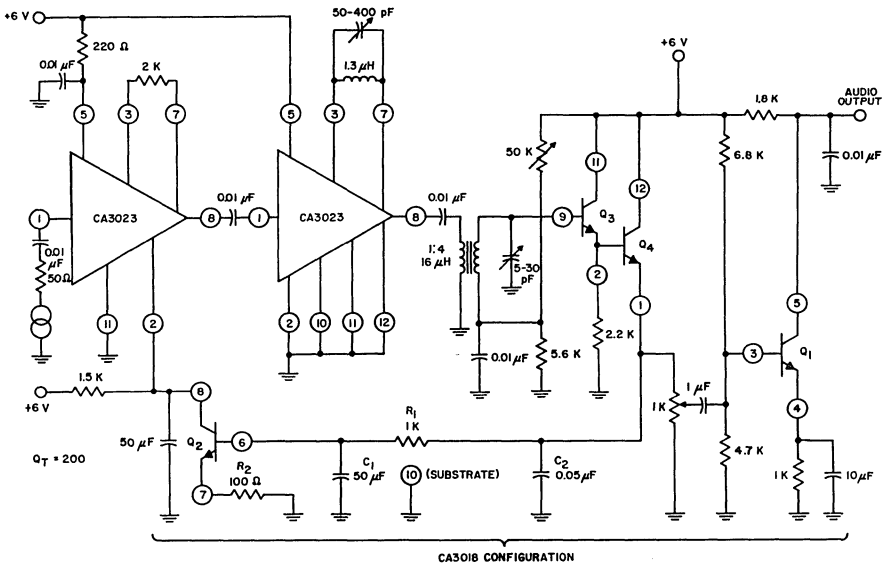 50-400 pF
+6 V
220 Ω
0.01 μF
2 K
1.3 μH
+6 V
1.8 K
AUDIO
OUTPUT
5
3
7
5
3
7
50 K
11
6.8 K
0.01 μF
12
CA3023
CA3023
1
8
0.01 μF
1
8
0.01 μF
9
Q3
Q4
0.01
μF
50Ω
1:4
16 μH
5-30
pF
2
1
5
11
2
2
10
11
12
2.2 K
0.01 μF
5.6 K
3
Q1
1.5 K
+6 V
8
1 μF
1K
4
R1
1 K
50 μF
Q2
6
QT = 200
C1
50 μF
10
(SUBSTRATE)
C2
0.05μF
4.7 K
1K
10μF
7
R2
100 Ω
CA3018 CONFIGURATION